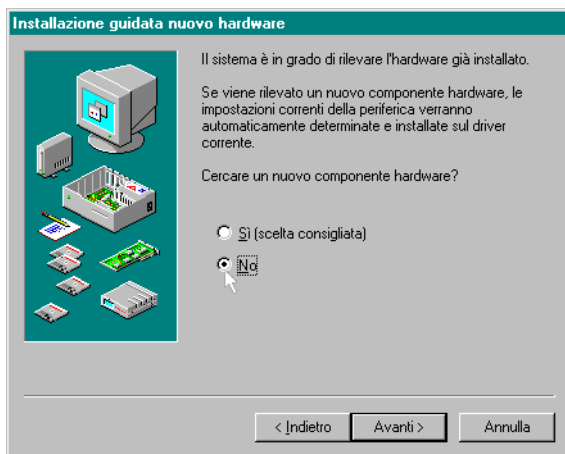 Installazione guidata nuovo hardware
Il sistema è in grado di rilevare l'hardware già installato.
Se viene rilevato un nuovo componente hardware, le
impostazioni correnti della periferica verranno
automaticamente determinate e installate sul driver
corrente.
Cercare un nuovo componente hardware?
Sì (scelta consigliata)
No
< Indietro
Avanti >
Annulla